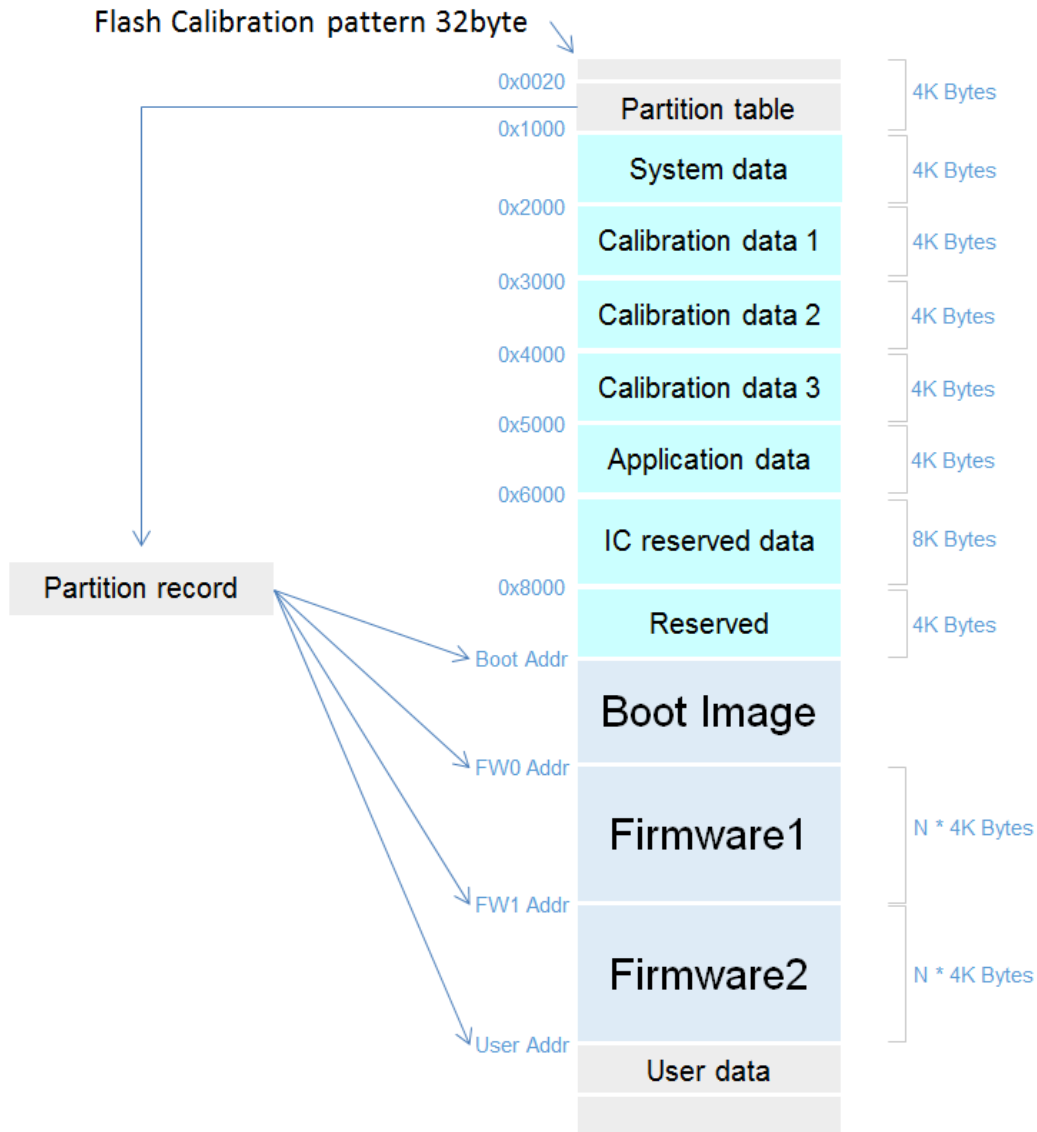 Flash Calibration pattern 32byte
0x0020
4K Bytes
Partition table
0x1000
System data
4K Bytes
0x2000
Calibration data 1
4K Bytes
0x3000
Calibration data 2
4K Bytes
0x4000
Calibration data 3
4K Bytes
0x5000
Application data
4K Bytes
0x6000
IC reserved data
8K Bytes
Partition record
0x8000
Reserved
4K Bytes
Boot Addr
Boot Image
FW0 Addr
Firmware1
N * 4K Bytes
FW1 Addr
Firmware2
N * 4K Bytes
User Addr
User data